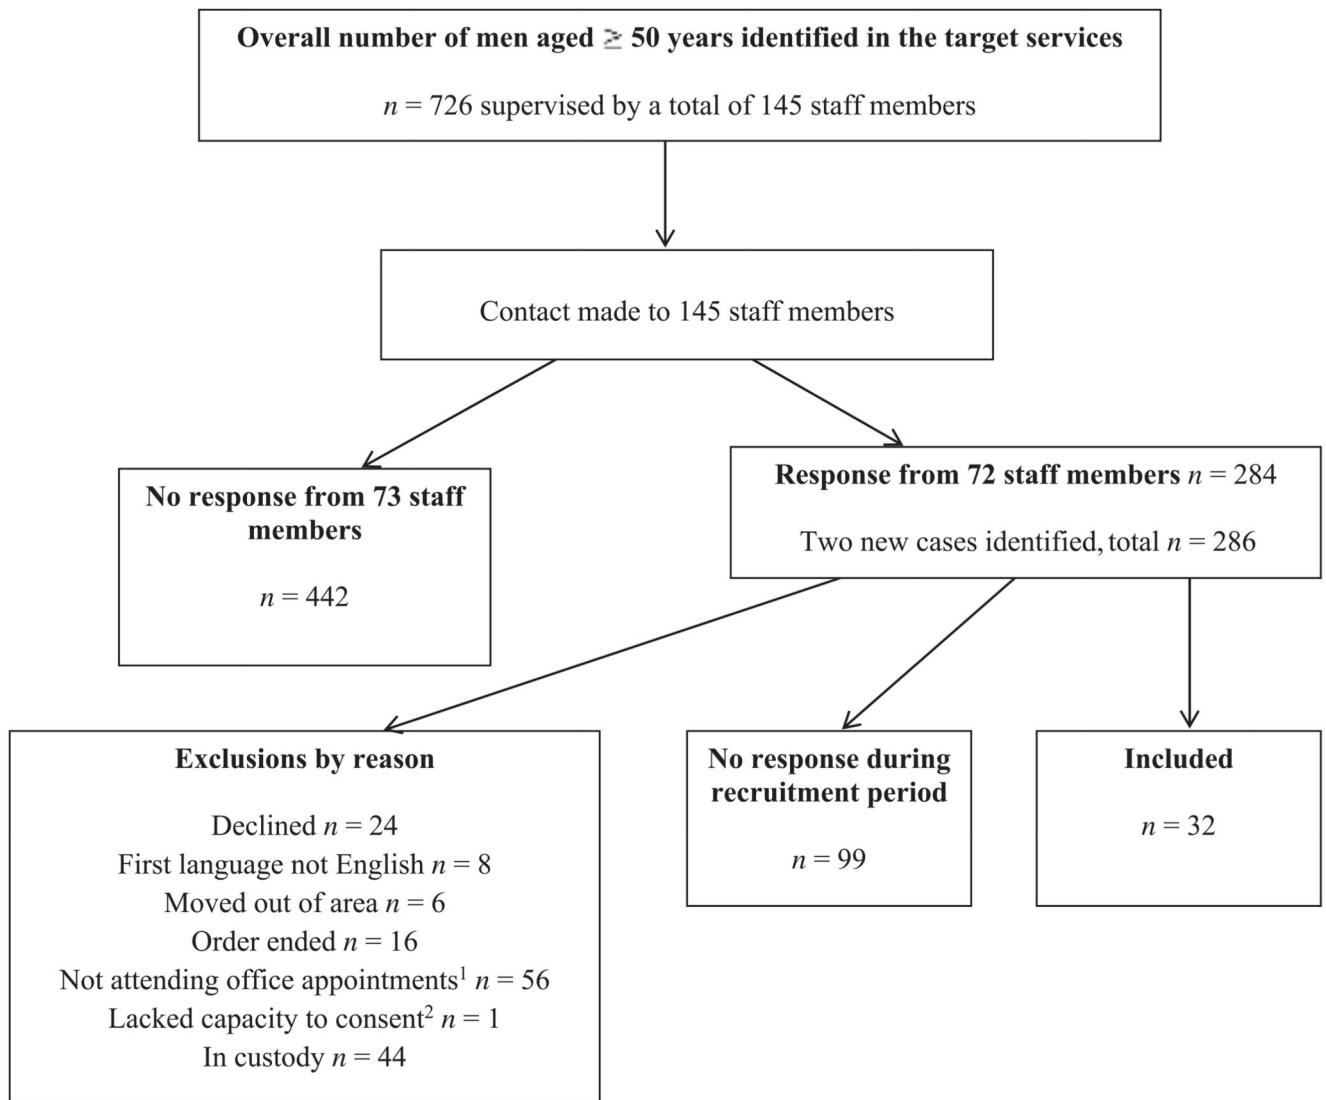 Overall number of men aged ≥ 50 years identified in the target services
n = 726 supervised by a total of 145 staff members
Contact made to 145 staff members
No response from 73 staff
members
n = 442
Response from 72 staff members n = 284
Two new cases identified, total n = 286
Exclusions by reason
Declined n = 24
First language not English n = 8
Moved out of area n = 6
Order ended n = 16
Not attending office appointments¹ n = 56
Lacked capacity to consent² n = 1
In custody n = 44
No response during
recruitment period
n = 99
Included
n = 32